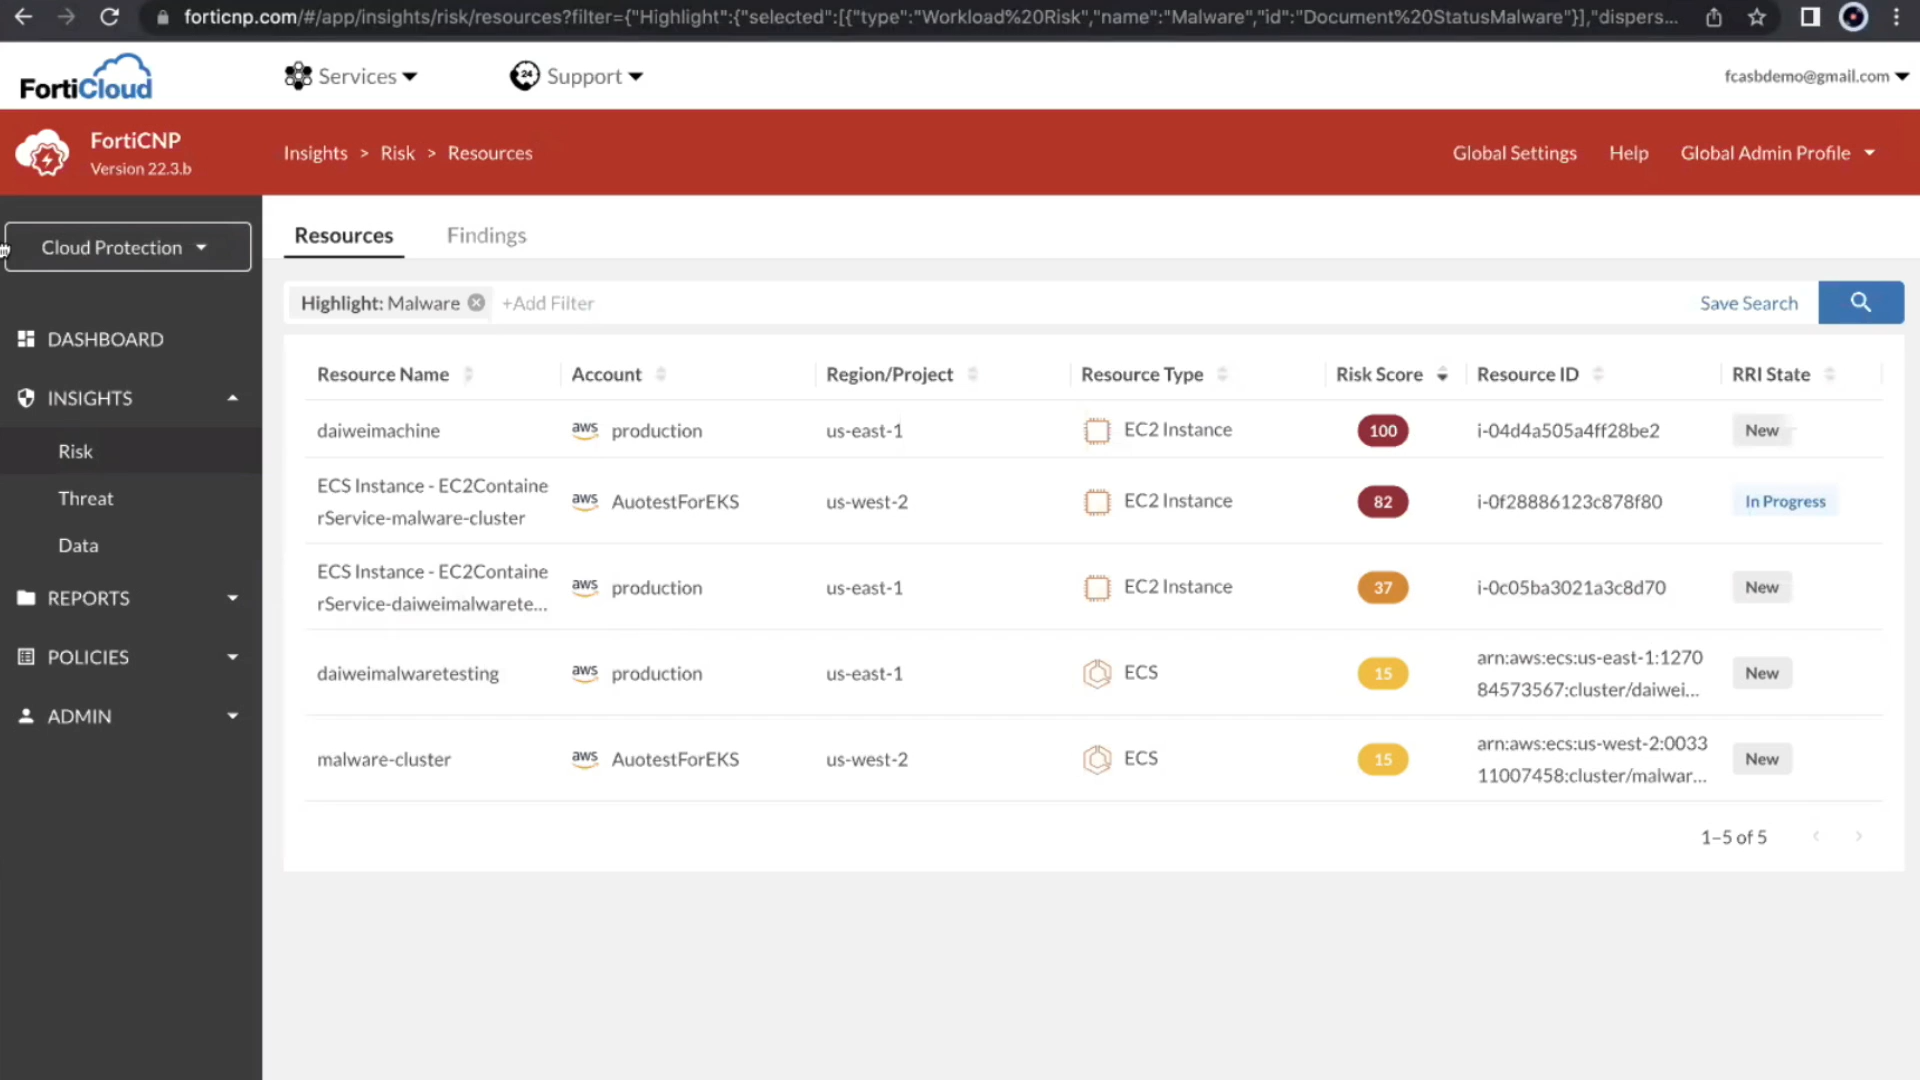 forticnp.com/#/app/insights/risk/resources?filter={"Highlight":{"selected":[{"type":"Workload%20Risk","name":"Malware","id":"Document%20StatusMalware"}],"dispers...
FortiCloud
Services
24
Support
fcasbdemo@gmail.com
FortiCNP
Version 22.3.b
Insights > Risk > Resources
Global Settings
Help
Global Admin Profile
Cloud Protection
DASHBOARD
INSIGHTS
Risk
Threat
Data
REPORTS
POLICIES
ADMIN
Resources
Findings
Highlight: Malware
+Add Filter
Save Search
Resource Name
Account
Region/Project
Resource Type
Risk Score
Resource ID
RRI State
daiweimachine
aws
production
us-east-1
EC2 Instance
100
i-04d4a505a4ff28be2
New
ECS Instance - EC2Containe
rService-malware-cluster
aws
AuotestForEKS
us-west-2
EC2 Instance
82
i-0f28886123c878f80
In Progress
ECS Instance - EC2Containe
rService-daiweimalwarete...
aws
production
us-east-1
EC2 Instance
37
i-0c05ba3021a3c8d70
New
daiweimalwaretesting
aws
production
us-east-1
ECS
15
arn:aws:ecs:us-east-1:1270
84573567:cluster/daiwei...
New
malware-cluster
aws
AuotestForEKS
us-west-2
ECS
15
arn:aws:ecs:us-west-2:0033
11007458:cluster/malwar...
New
1–5 of 5